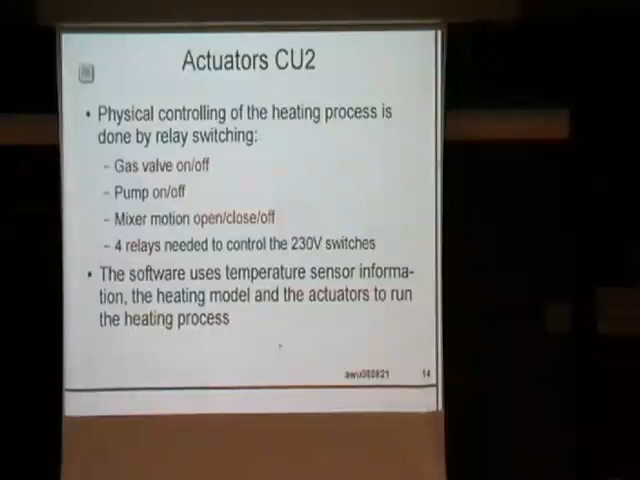 Actuators CU2
• Physical controlling of the heating process is
done by relay switching:
– Gas valve on/off
– Pump on/off
– Mixer motion open/close/off
– 4 relays needed to control the 230V switches
• The software uses temperature sensor informa-
tion, the heating model and the actuators to run
the heating process
awu080821 14